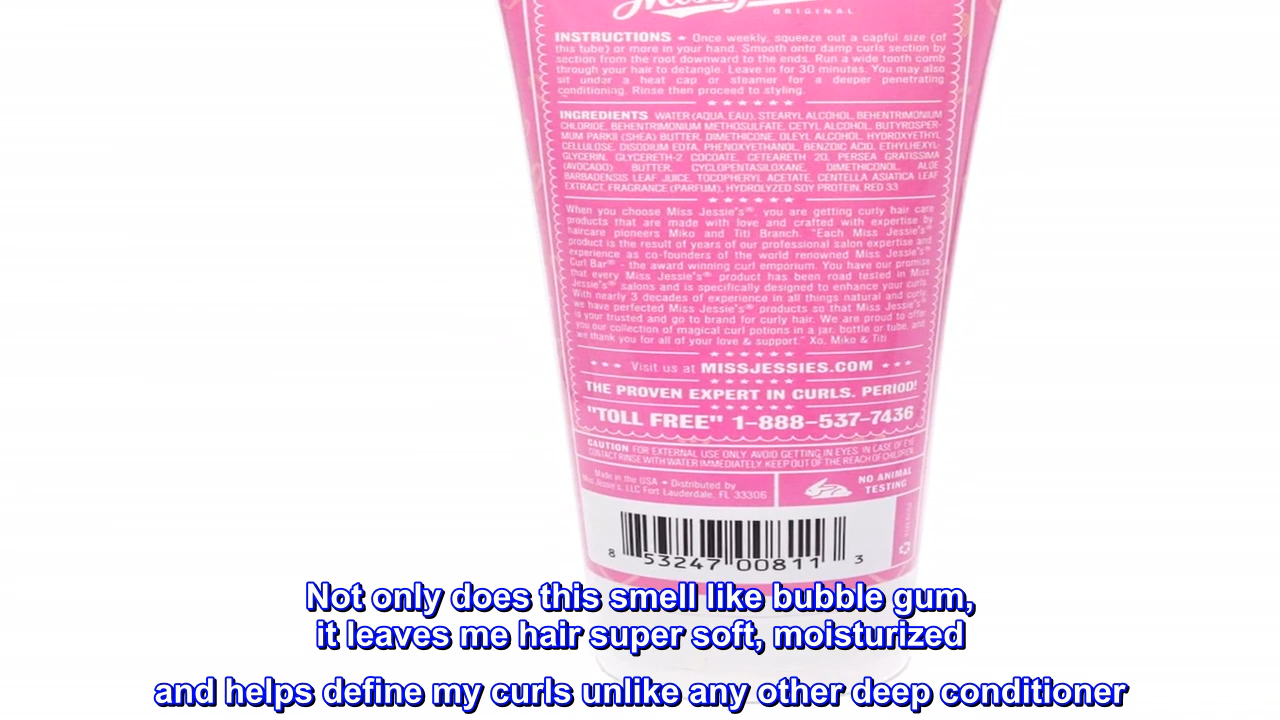 ORIGINAL
INSTRUCTIONS ★ Once weekly, squeeze out a capful size (of
this tube) or more in your hand. Smooth onto damp curls section by
section from the root downward to the ends. Run a wide tooth comb
through your hair to detangle. Leave in for 30 minutes. You may also
sit under a heat cap or steamer for a deeper penetrating
conditioning. Rinse then proceed to styling.
INGREDIENTS WATER (AQUA, EAU), STEARYL ALCOHOL, BEHENTRIMONIUM
CHLORIDE, BEHENTRIMONIUM METHOSULFATE, CETYL ALCOHOL, BUTYROSPER-
MUM PARKII (SHEA) BUTTER, DIMETHICONE, OLEYL ALCOHOL, HYDROXYETHYL
CELLULOSE, DISODIUM EDTA, PHENOXYETHANOL, BENZOIC ACID, ETHYLHEXYL-
GLYCERIN, GLYCERETH-2 COCOATE, CETEARETH 20, PERSEA GRATISSIMA
(AVOCADO) BUTTER, CYCLOPENTASILOXANE, DIMETHICONOL, ALOE
BARBADENSIS LEAF JUICE, TOCOPHERYL ACETATE, CENTELLA ASIATICA LEAF
EXTRACT, FRAGRANCE (PARFUM), HYDROLYZED SOY PROTEIN, RED 33
When you choose Miss Jessie's®, you are getting curly hair care
products that are made with love and crafted with expertise by
haircare pioneers Miko and Titi Branch. "Each Miss Jessie's®
product is the result of years of our professional salon expertise and
experience as co-founders of the world renowned Miss Jessie's®
Curl Bar® - the award winning curl emporium. You have our promise
that every Miss Jessie's® product has been road tested in Miss
Jessie's® salons and is specifically designed to enhance your curls.
With nearly 3 decades of experience in all things natural and curly,
we have perfected Miss Jessie's® products so that Miss Jessie's®
is your trusted and go to brand for curly hair. We are proud to offer
you our collection of magical curl potions in a jar, bottle or tube, and
we thank you for all of your love & support." Xo, Miko & Titi
Visit us at MISSJESSIES.COM
THE PROVEN EXPERT IN CURLS. PERIOD!
"TOLL FREE" 1-888-537-7436
CAUTION FOR EXTERNAL USE ONLY. AVOID GETTING IN EYES. IN CASE OF EYE
CONTACT RINSE WITH WATER IMMEDIATELY. KEEP OUT OF THE REACH OF CHILDREN.
Made in the USA • Distributed by
Miss Jessie's, LLC Fort Lauderdale, FL 33306
NO ANIMAL
TESTING
8 53247 00811 3
Not only does this smell like bubble gum,
it leaves me hair super soft, moisturized
and helps define my curls unlike any other deep conditioner